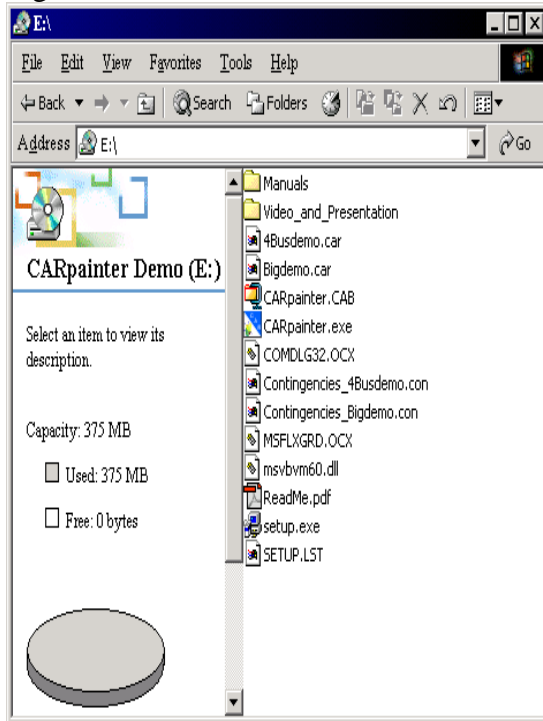 E:\
File Edit View Favorites Tools Help
Back Search Folders
Address E:\ Go
CARpainter Demo (E:)
Select an item to view its
description.
Capacity: 375 MB
Used: 375 MB
Free: 0 bytes
Manuals
Video_and_Presentation
4Busdemo.car
Bigdemo.car
CARpainter.CAB
CARpainter.exe
COMDLG32.OCX
Contingencies_4Busdemo.con
Contingencies_Bigdemo.con
MSFLXGRD.OCX
msvbvm60.dll
ReadMe.pdf
setup.exe
SETUP.LST